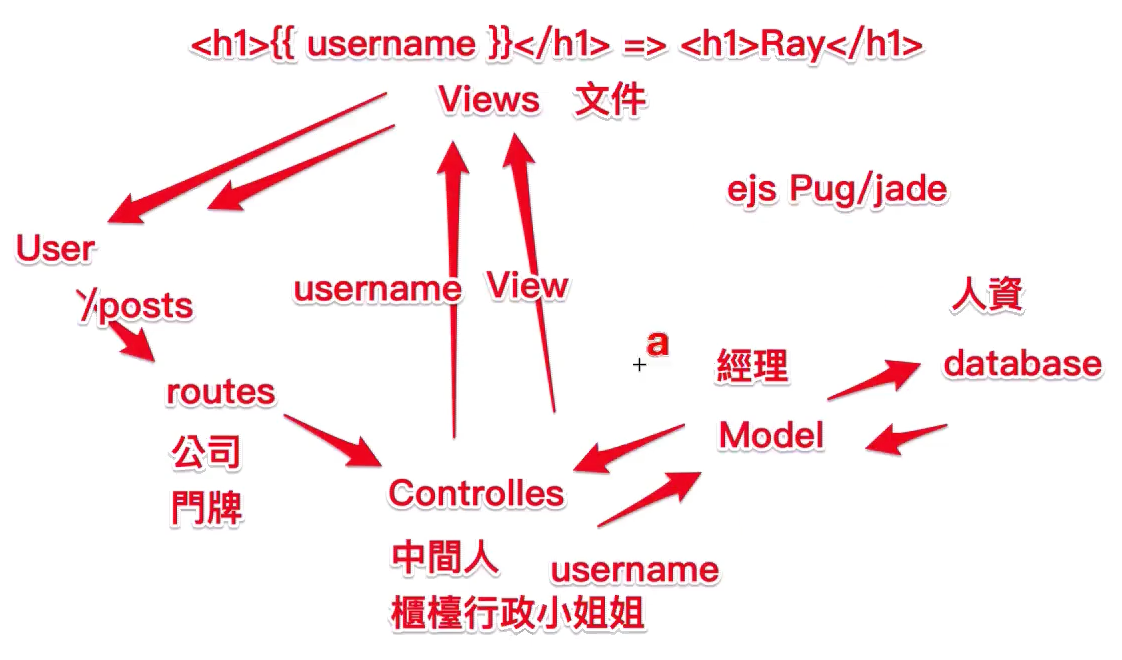 <h1>{{ username }}</h1> => <h1>Ray</h1>
Views 文件
ejs Pug/jade
User
/posts
username
View
人資
a
經理
database
routes
公司
門牌
Model
Controlles
中間人
櫃檯行政小姐姐
username